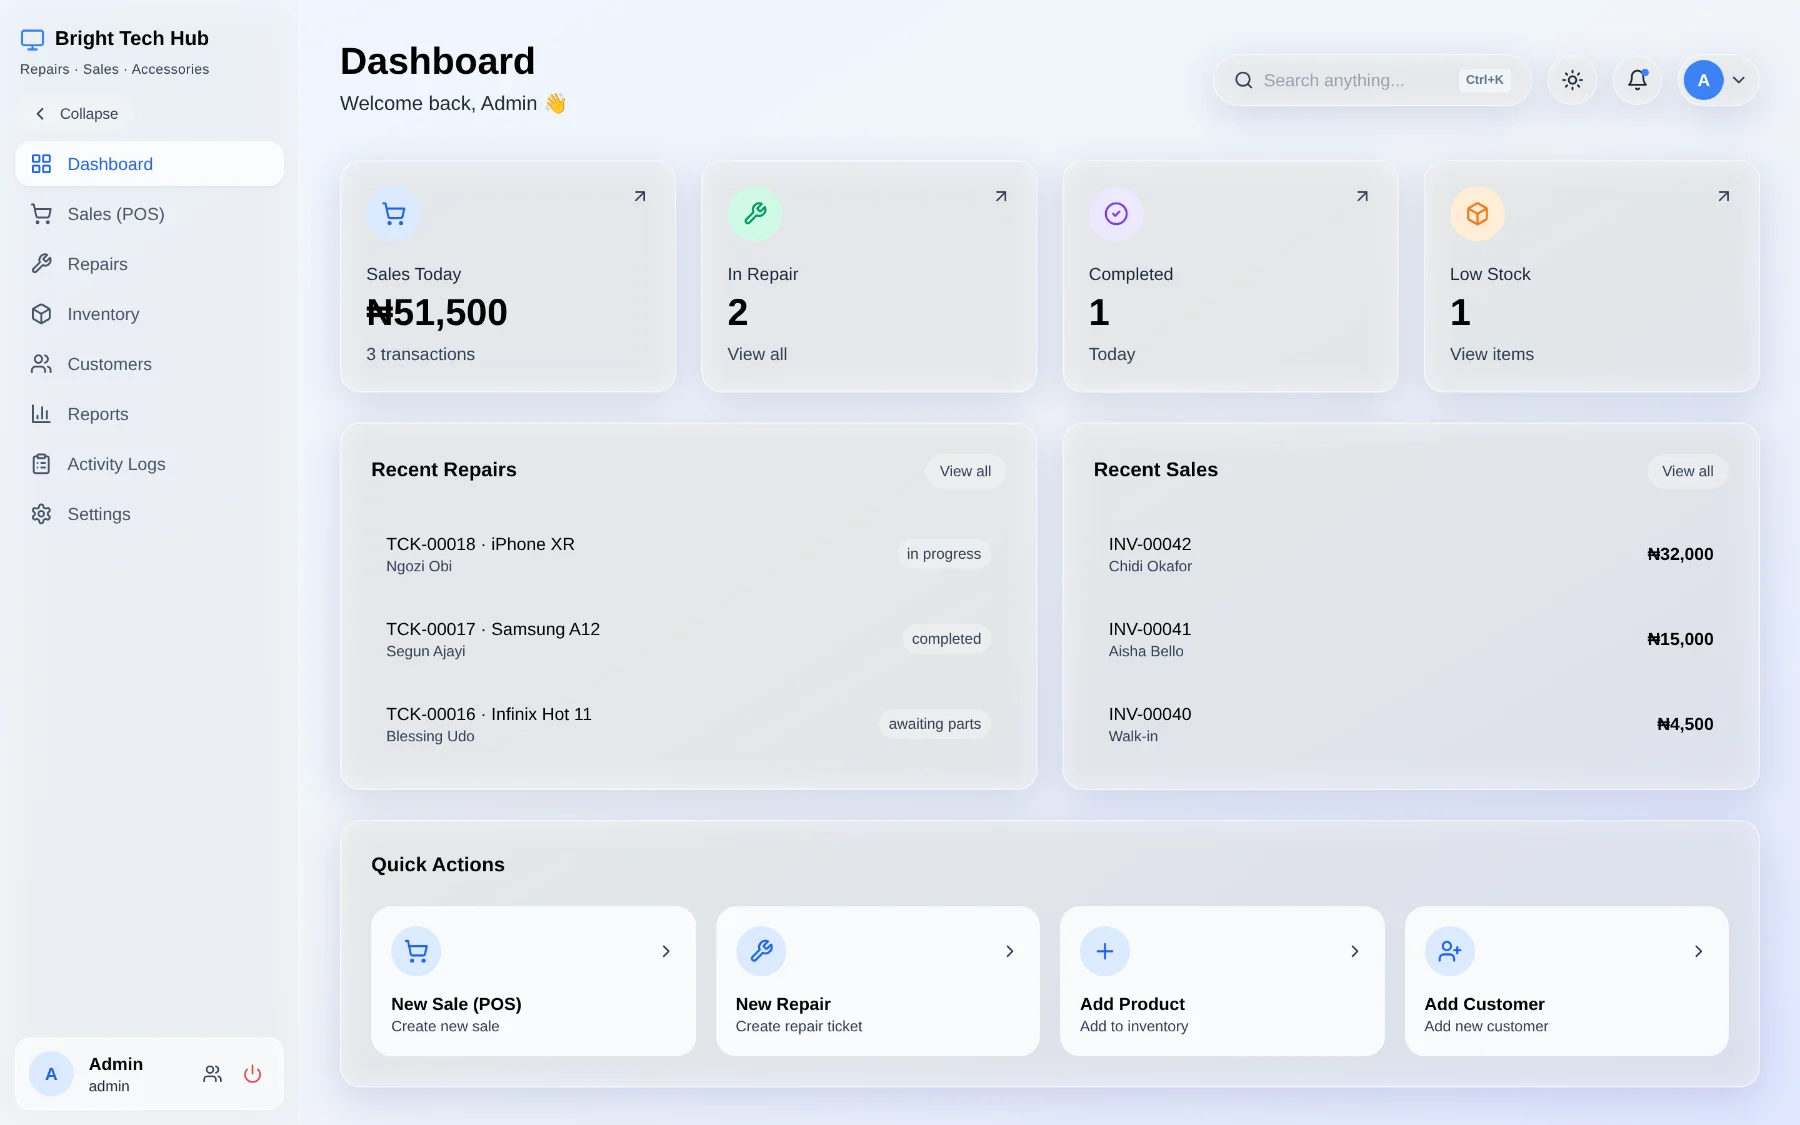 Bright Tech Hub
Repairs · Sales · Accessories
Collapse
Dashboard
Sales (POS)
Repairs
Inventory
Customers
Reports
Activity Logs
Settings
A
Admin
admin
Dashboard
Welcome back, Admin 👋
Search anything...
Ctrl+K
A
Sales Today
₦51,500
3 transactions
In Repair
2
View all
Completed
1
Today
Low Stock
1
View items
Recent Repairs
View all
TCK-00018 · iPhone XR
Ngozi Obi
in progress
TCK-00017 · Samsung A12
Segun Ajayi
completed
TCK-00016 · Infinix Hot 11
Blessing Udo
awaiting parts
Recent Sales
View all
INV-00042
Chidi Okafor
₦32,000
INV-00041
Aisha Bello
₦15,000
INV-00040
Walk-in
₦4,500
Quick Actions
New Sale (POS)
Create new sale
New Repair
Create repair ticket
Add Product
Add to inventory
Add Customer
Add new customer